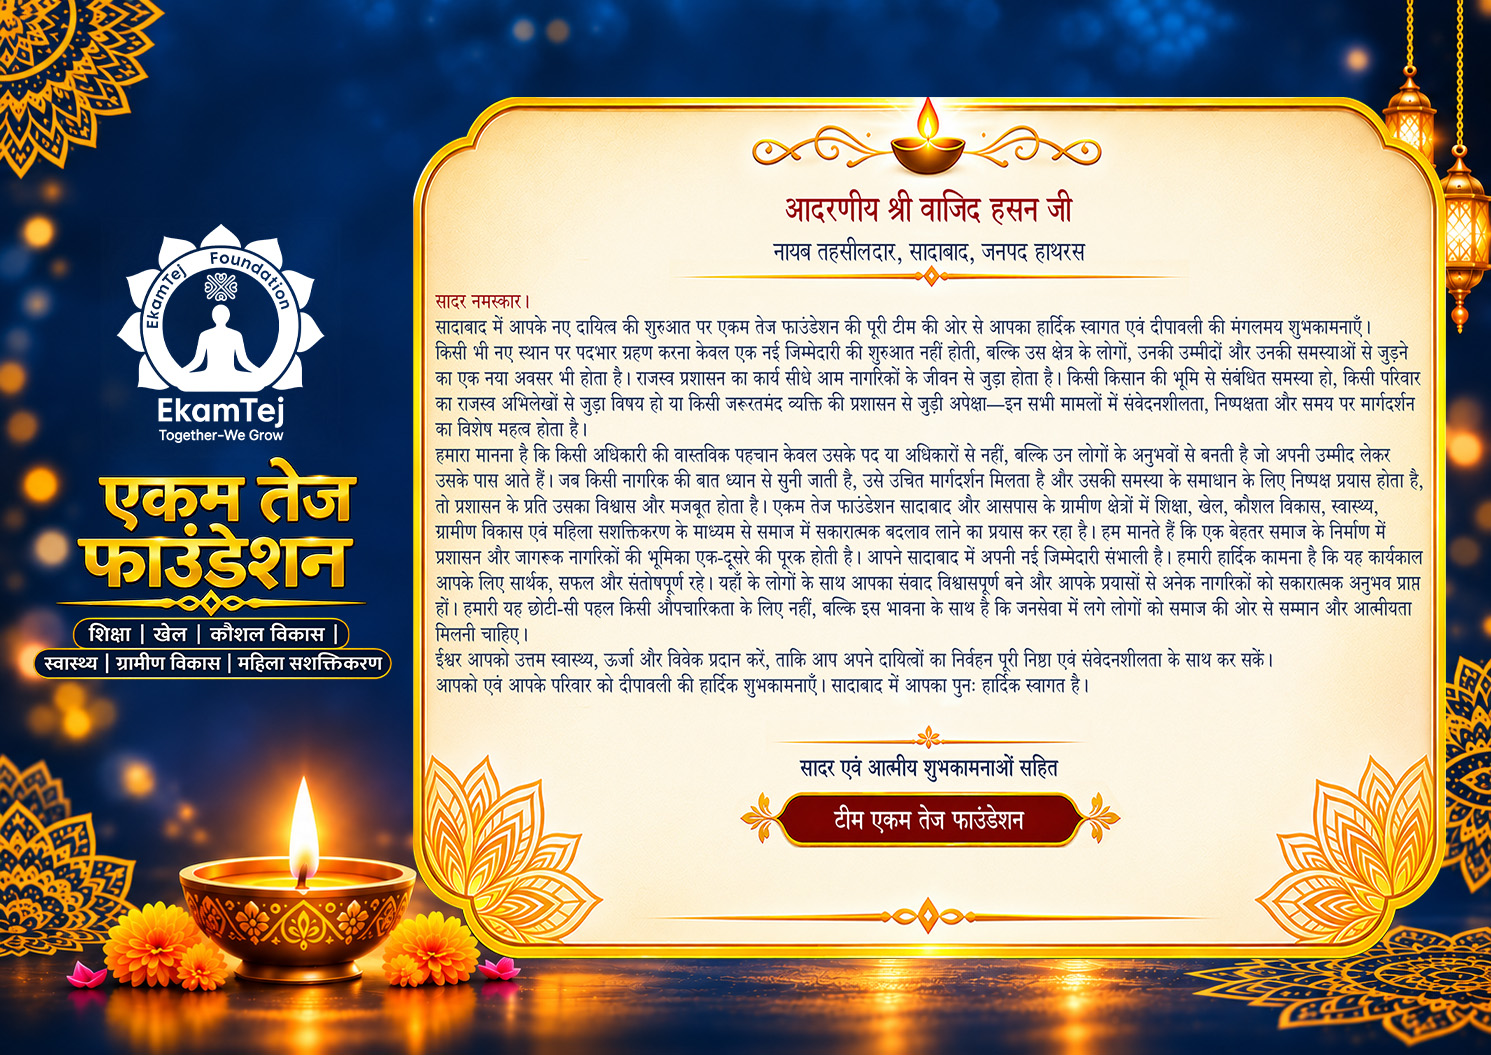 EkamTej Foundation
EkamTej
Together-We Grow
एकम तेज
फाउंडेशन
शिक्षा | खेल | कौशल विकास |
स्वास्थ्य | ग्रामीण विकास | महिला सशक्तिकरण
आदरणीय श्री वाजिद हसन जी
नायब तहसीलदार, सादाबाद, जनपद हाथरस
सादर नमस्कार।
सादाबाद में आपके नए दायित्व की शुरुआत पर एकम तेज फाउंडेशन की पूरी टीम की ओर से आपका हार्दिक स्वागत एवं दीपावली की मंगलमय शुभकामनाएँ।
किसी भी नए स्थान पर पदभार ग्रहण करना केवल एक नई जिम्मेदारी की शुरुआत नहीं होती, बल्कि उस क्षेत्र के लोगों, उनकी उम्मीदों और उनकी समस्याओं से जुड़ने
का एक नया अवसर भी होता है। राजस्व प्रशासन का कार्य सीधे आम नागरिकों के जीवन से जुड़ा होता है। किसी किसान की भूमि से संबंधित समस्या हो, किसी परिवार
का राजस्व अभिलेखों से जुड़ा विषय हो या किसी जरूरतमंद व्यक्ति की प्रशासन से जुड़ी अपेक्षा—इन सभी मामलों में संवेदनशीलता, निष्पक्षता और समय पर मार्गदर्शन
का विशेष महत्व होता है।
हमारा मानना है कि किसी अधिकारी की वास्तविक पहचान केवल उसके पद या अधिकारों से नहीं, बल्कि उन लोगों के अनुभवों से बनती है जो अपनी उम्मीद लेकर
उसके पास आते हैं। जब किसी नागरिक की बात ध्यान से सुनी जाती है, उसे उचित मार्गदर्शन मिलता है और उसकी समस्या के समाधान के लिए निष्पक्ष प्रयास होता है,
तो प्रशासन के प्रति उसका विश्वास और मजबूत होता है। एकम तेज फाउंडेशन सादाबाद और आसपास के ग्रामीण क्षेत्रों में शिक्षा, खेल, कौशल विकास, स्वास्थ्य,
ग्रामीण विकास एवं महिला सशक्तिकरण के माध्यम से समाज में सकारात्मक बदलाव लाने का प्रयास कर रहा है। हम मानते हैं कि एक बेहतर समाज के निर्माण में
प्रशासन और जागरूक नागरिकों की भूमिका एक-दूसरे की पूरक होती है। आपने सादाबाद में अपनी नई जिम्मेदारी संभाली है। हमारी हार्दिक कामना है कि यह कार्यकाल
आपके लिए सार्थक, सफल और संतोषपूर्ण रहे। यहाँ के लोगों के साथ आपका संवाद विश्वासपूर्ण बने और आपके प्रयासों से अनेक नागरिकों को सकारात्मक अनुभव प्राप्त
हों। हमारी यह छोटी-सी पहल किसी औपचारिकता के लिए नहीं, बल्कि इस भावना के साथ है कि जनसेवा में लगे लोगों को समाज की ओर से सम्मान और आत्मीयता
मिलनी चाहिए।
ईश्वर आपको उत्तम स्वास्थ्य, ऊर्जा और विवेक प्रदान करें, ताकि आप अपने दायित्वों का निर्वहन पूरी निष्ठा एवं संवेदनशीलता के साथ कर सकें।
आपको एवं आपके परिवार को दीपावली की हार्दिक शुभकामनाएँ। सादाबाद में आपका पुनः हार्दिक स्वागत है।
सादर एवं आत्मीय शुभकामनाओं सहित
टीम एकम तेज फाउंडेशन